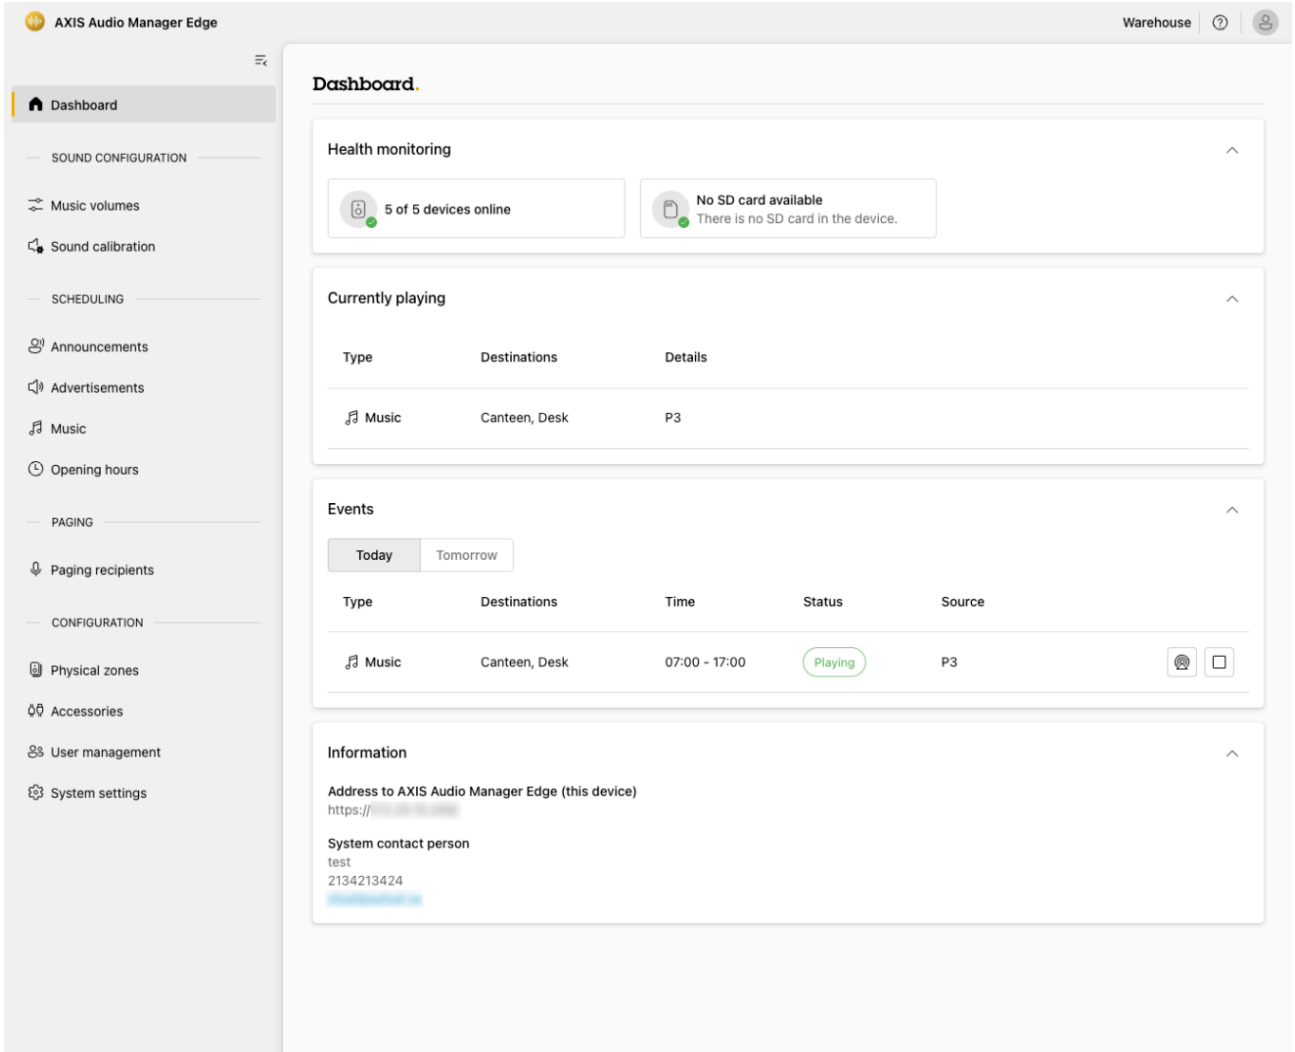 AXIS Audio Manager Edge
Warehouse
Dashboard
SOUND CONFIGURATION
Music volumes
Sound calibration
SCHEDULING
Announcements
Advertisements
Music
Opening hours
PAGING
Paging recipients
CONFIGURATION
Physical zones
Accessories
User management
System settings
Dashboard.
Health monitoring
5 of 5 devices online
No SD card available
There is no SD card in the device.
Currently playing
Type Destinations Details
Music Canteen, Desk P3
Events
Today Tomorrow
Type Destinations Time Status Source
Music Canteen, Desk 07:00 - 17:00 Playing P3
Information
Address to AXIS Audio Manager Edge (this device)
https://
System contact person
test
2134213424